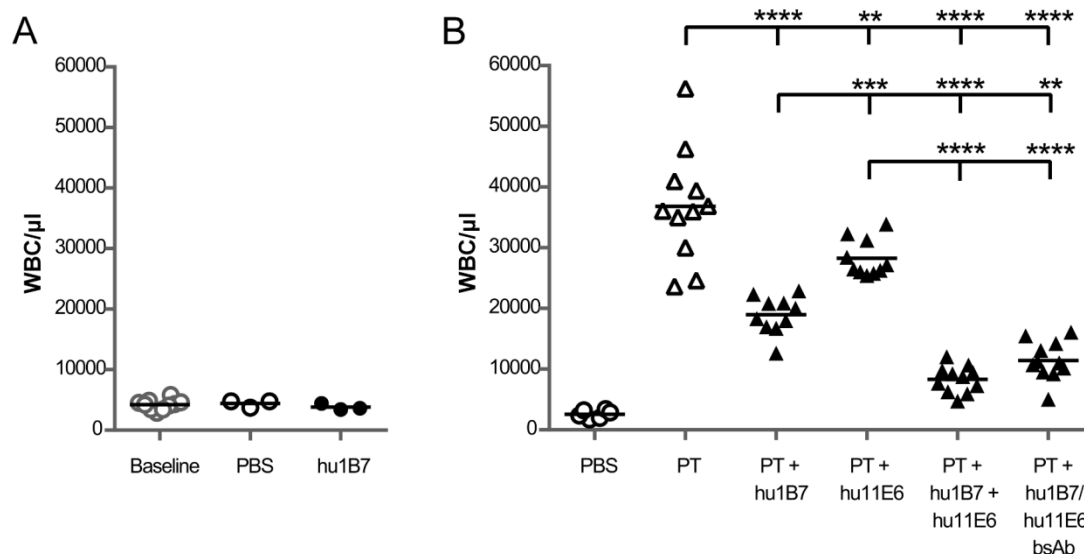 A
WBC/µl
60000
50000
40000
30000
20000
10000
0
Baseline PBS hu1B7
B
**** ** **** ****
*** **** **
**** ****
WBC/µl
60000
50000
40000
30000
20000
10000
0
PBS PT PT + PT + PT + PT +
hu1B7 hu11E6 hu1B7 + hu1B7/
hu11E6 hu11E6
bsAb